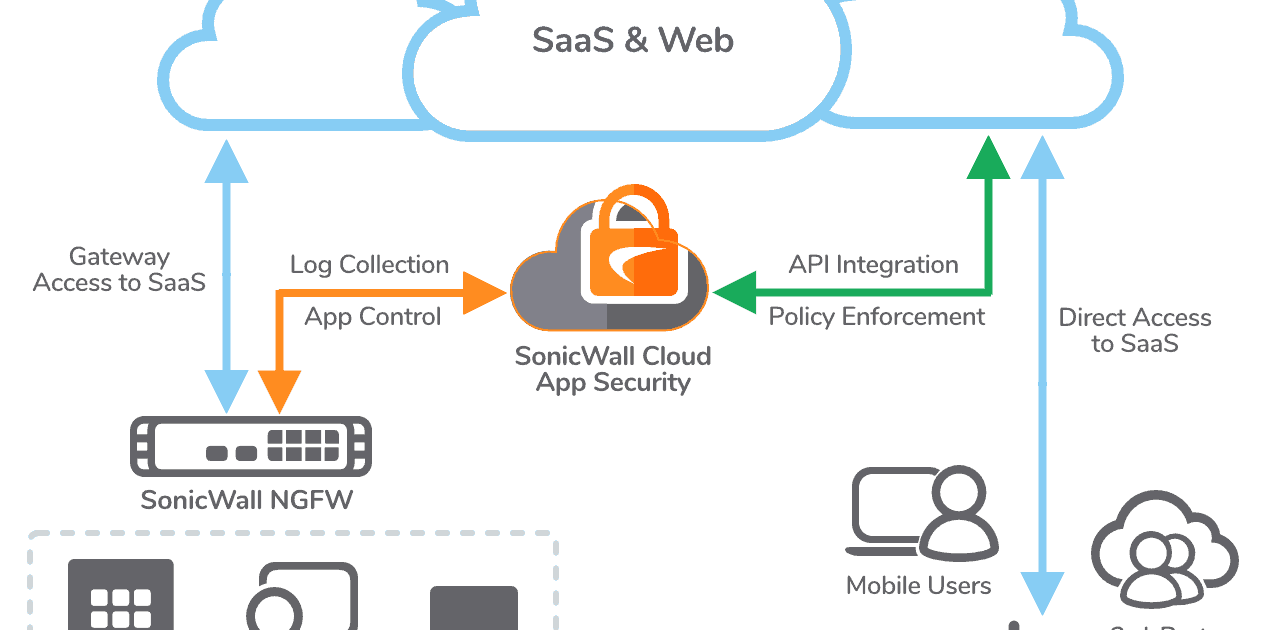 SaaS & Web
Gateway
Access to SaaS
Log Collection
App Control
API Integration
Policy Enforcement
Direct Access
to SaaS
SonicWall Cloud
App Security
SonicWall NGFW
Mobile Users